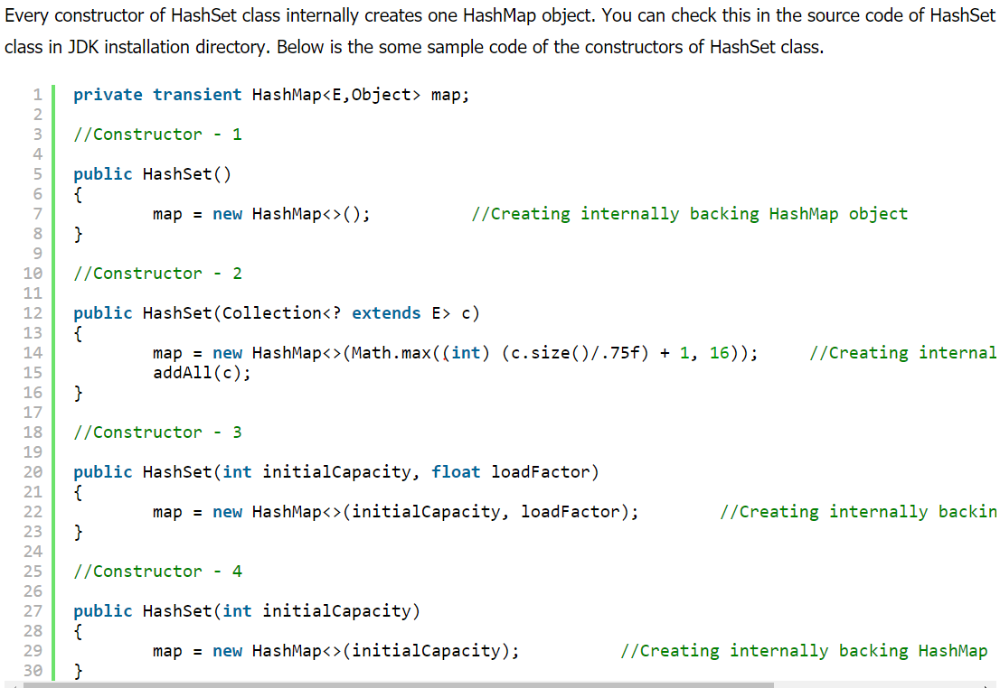 Every constructor of HashSet class internally creates one HashMap object. You can check this in the source code of HashSet
class in JDK installation directory. Below is the some sample code of the constructors of HashSet class.
1 private transient HashMap<E,Object> map;
2
3 //Constructor - 1
4
5 public HashSet()
6 {
7 map = new HashMap<>(); //Creating internally backing HashMap object
8 }
9
10 //Constructor - 2
11
12 public HashSet(Collection<? extends E> c)
13 {
14 map = new HashMap<>(Math.max((int) (c.size()/.75f) + 1, 16)); //Creating internal
15 addAll(c);
16 }
17
18 //Constructor - 3
19
20 public HashSet(int initialCapacity, float loadFactor)
21 {
22 map = new HashMap<>(initialCapacity, loadFactor); //Creating internally backin
23 }
24
25 //Constructor - 4
26
27 public HashSet(int initialCapacity)
28 {
29 map = new HashMap<>(initialCapacity); //Creating internally backing HashMap
30 }